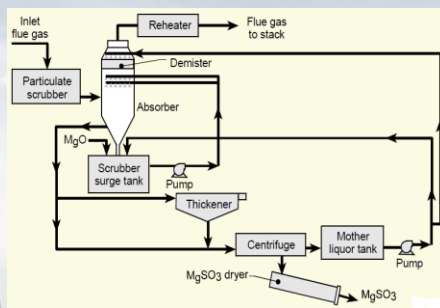 Inlet
flue gas
Reheater
Flue gas
to stack
Demister
Particulate
scrubber
Absorber
MgO
Scrubber
surge tank
Pump
Thickener
Centrifuge
Mother
liquor tank
Pump
MgSO3 dryer
MgSO3